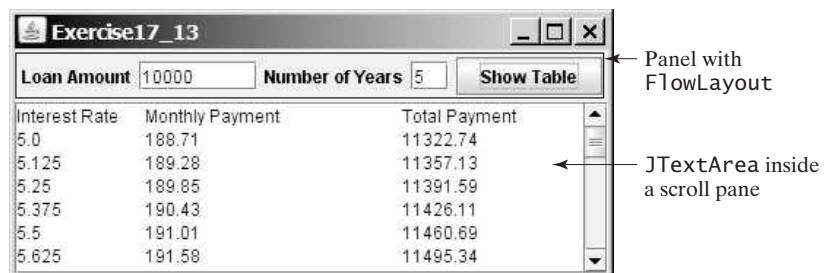 Exercise17_13
Loan Amount 10000 Number of Years 5 Show Table
Panel with
FlowLayout
Interest Rate Monthly Payment Total Payment
5.0 188.71 11322.74
5.125 189.28 11357.13
5.25 189.85 11391.59
5.375 190.43 11426.11
5.5 191.01 11460.69
5.625 191.58 11495.34
JTextArea inside
a scroll pane